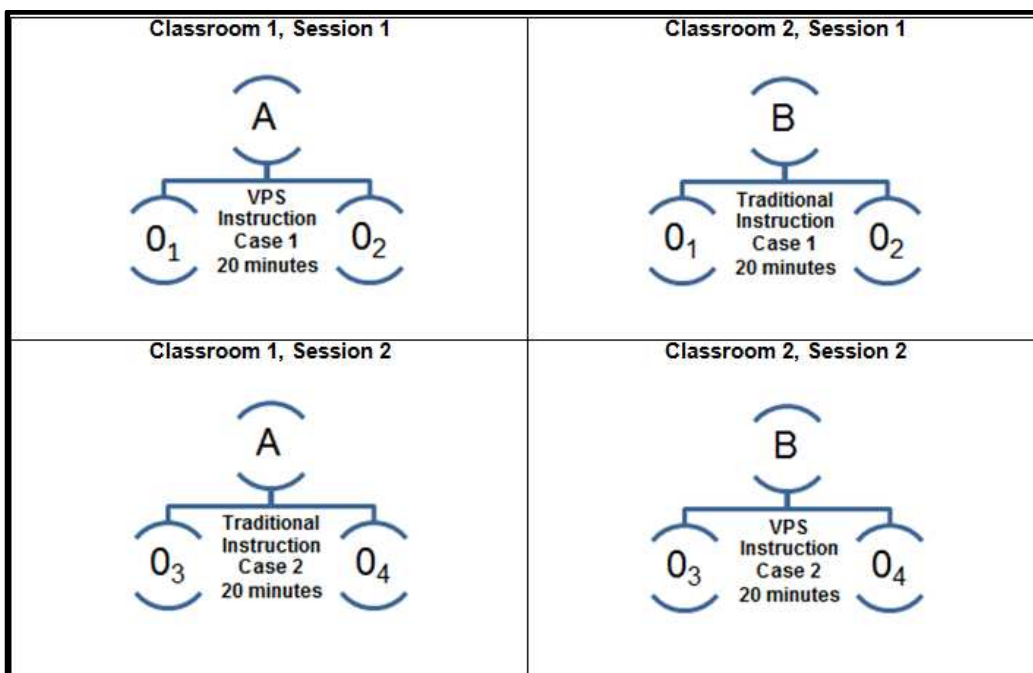 Classroom 1, Session 1
A
VPS
Instruction
Case 1
20 minutes
0₁
0₂
Classroom 2, Session 1
B
Traditional
Instruction
Case 1
20 minutes
0₁
0₂
Classroom 1, Session 2
A
Traditional
Instruction
Case 2
20 minutes
0₃
0₄
Classroom 2, Session 2
B
VPS
Instruction
Case 2
20 minutes
0₃
0₄